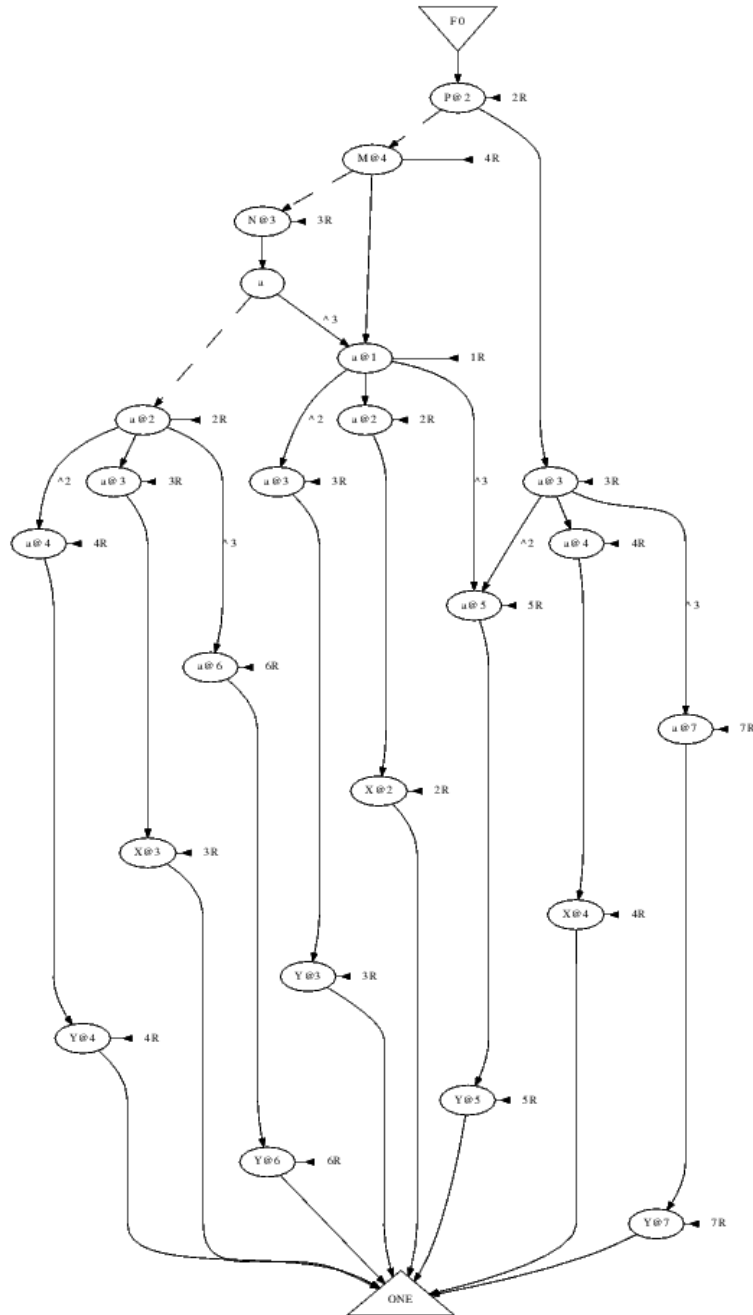 F0
P@2 2R
M@4 4R
N@3 3R
a
^3
a@1 1R
a@2 2R ^2 a@2 2R
^2 a@3 3R a@3 3R ^3 a@3 3R
a@4 4R ^3 ^2 a@4 4R
a@5 5R ^3
a@6 6R
a@7 7R
X@2 2R
X@3 3R
X@4 4R
Y@3 3R
Y@4 4R
Y@5 5R
Y@6 6R
Y@7 7R
ONE